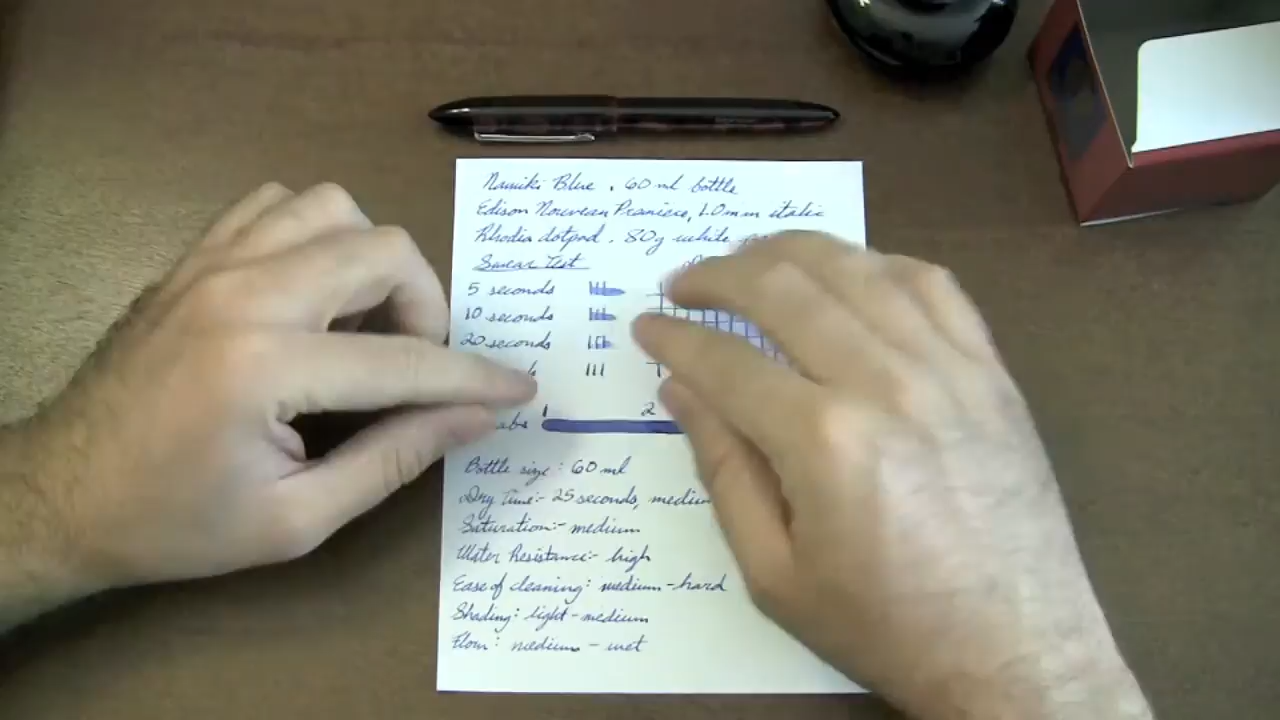 Namiki Blue, 60 ml bottle
Edison Nouveau Premiere, 1.0mm italic
Rhodia dotpad, 80g white
Smear Test
5 seconds
10 seconds
20 seconds
abs 1 2
Bottle size: 60 ml
Dry Time:- 25 seconds, medium
Saturation:- medium
Water Resistance:- high
Ease of cleaning: medium-hard
Shading: light-medium
Flow: medium - wet